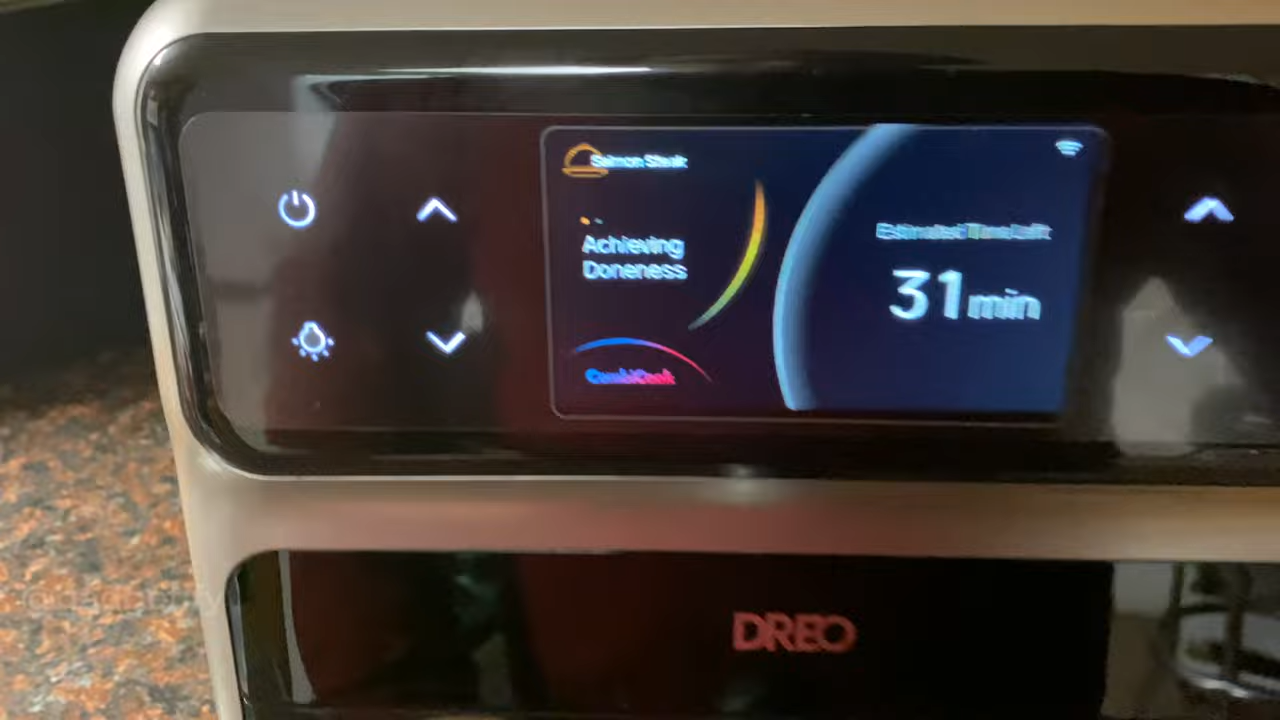 Salmon Steak
Achieving
Doneness
CombiCook
Estimated Time Left
31 min
DREO